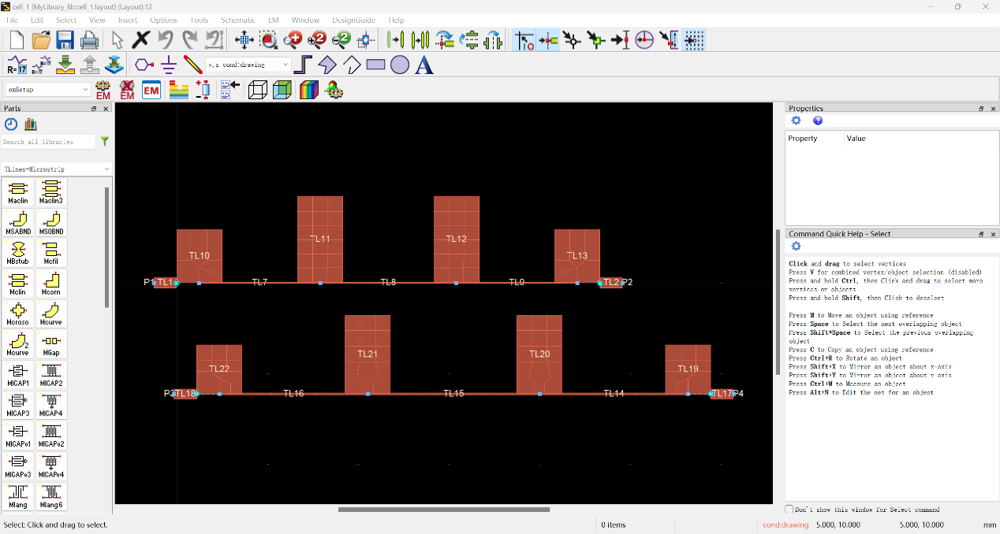 cell_1 [MyLibrary_lib:cell_1:layout] (Layout):12
File Edit Select View Insert Options Tools Schematic LM Window DesignGuide Help
v,s cond:drawing
emSetup
EM EM EM
Parts
Search all libraries
TLines-Microstrip
Maclin Maclin3
MSABND MSOBND
MBstub Mcfil
Mclin Mcorn
Mcroso Mcurve
Mcurve MGap
MICAP1 MICAP2
MICAP3 MICAP4
MICAPo1 MICAPo2
MICAPo3 MICAPo4
Mlang Mlang6
TL11 TL12
TL10 TL13
P1 TL1 TL7 TL8 TL9 TL2 P2
TL21 TL20
TL22 TL19
P3 TL18 TL16 TL15 TL14 TL17 P4
Properties
Property Value
Command Quick Help - Select
Click and drag to select vertices
Press V for combined vertex/object selection (disabled)
Press and hold Ctrl, then Click and drag to select more
vertices or objects
Press and hold Shift, then Click to deselect
Press M to Move an object using reference
Press Space to Select the next overlapping object
Press Shift+Space to Select the previous overlapping
object
Press C to Copy an object using reference
Press Ctrl+R to Rotate an object
Press Shift+X to Mirror an object about x-axis
Press Shift+Y to Mirror an object about y-axis
Press Ctrl+M to Measure an object
Press Alt+N to Edit the net for an object
Don't show this window for Select command
Select: Click and drag to select.
0 items
cond:drawing 5.000, 10.000 5.000, 10.000 mm